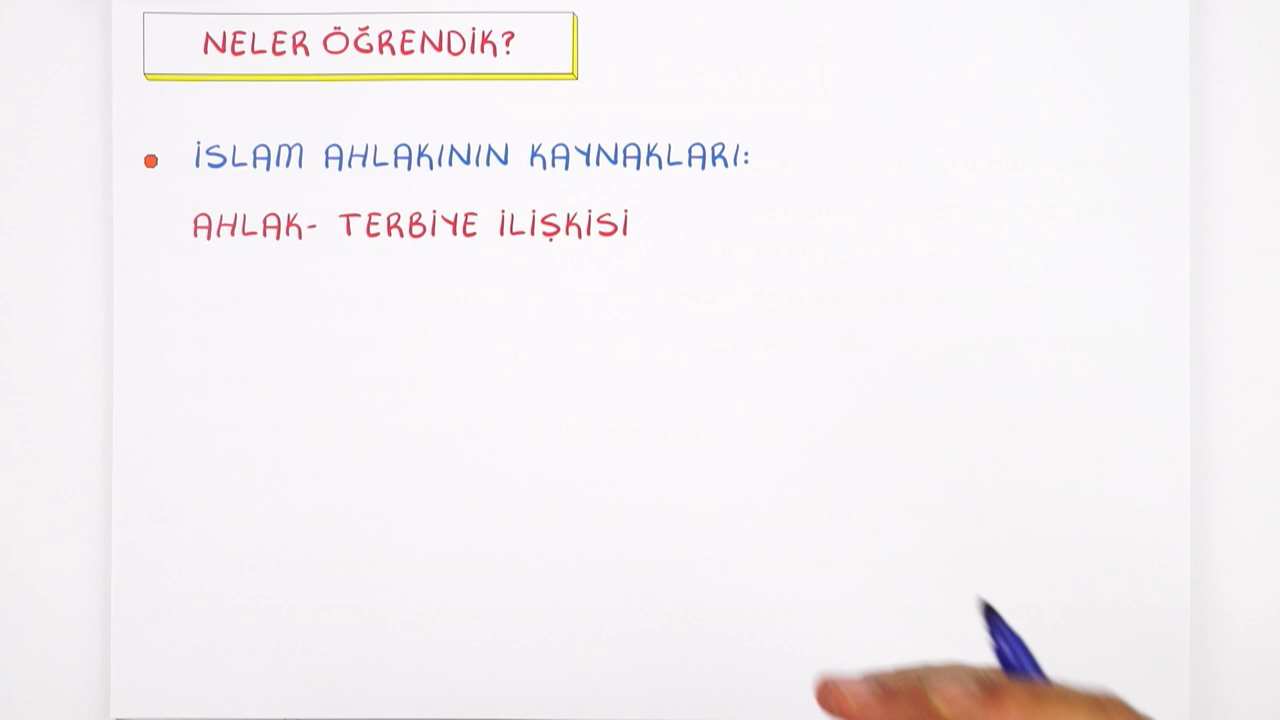 NELER ÖĞRENDİK?
İSLAM AHLAKININ KAYNAKLARI:
AHLAK- TERBİYE İLİŞKİSİ